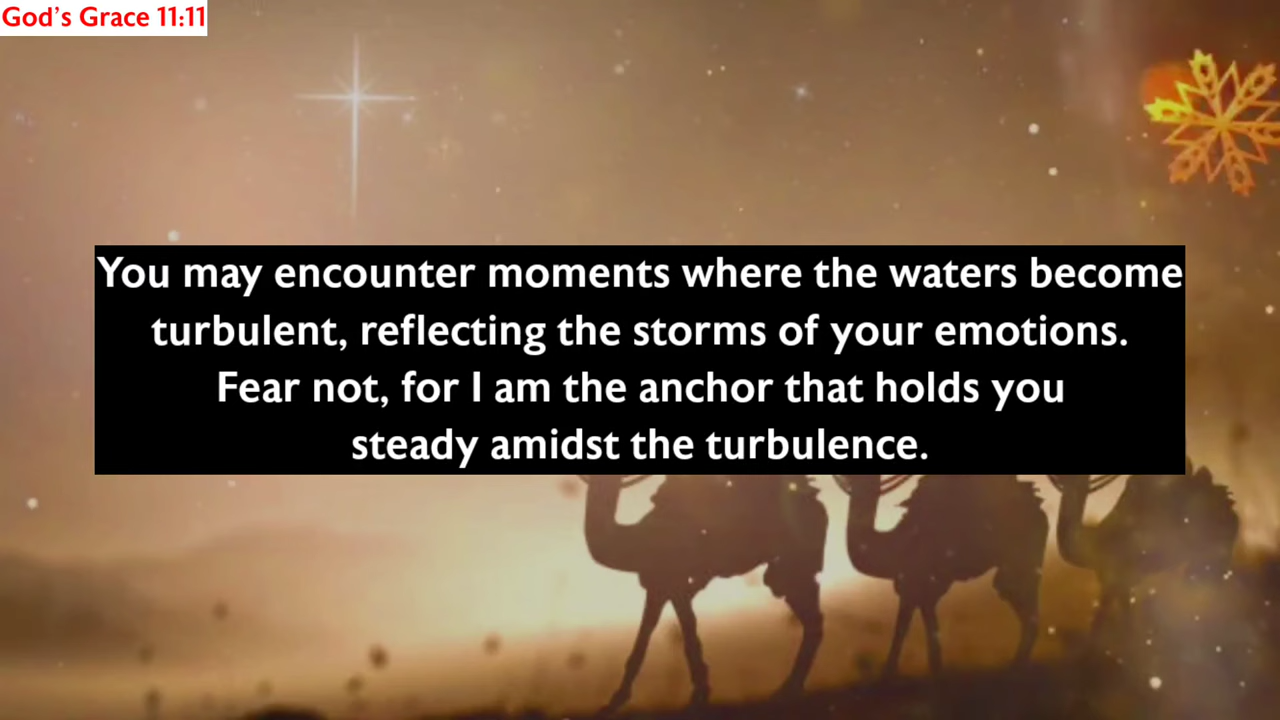 God's Grace 11:11
You may encounter moments where the waters become
turbulent, reflecting the storms of your emotions.
Fear not, for I am the anchor that holds you
steady amidst the turbulence.